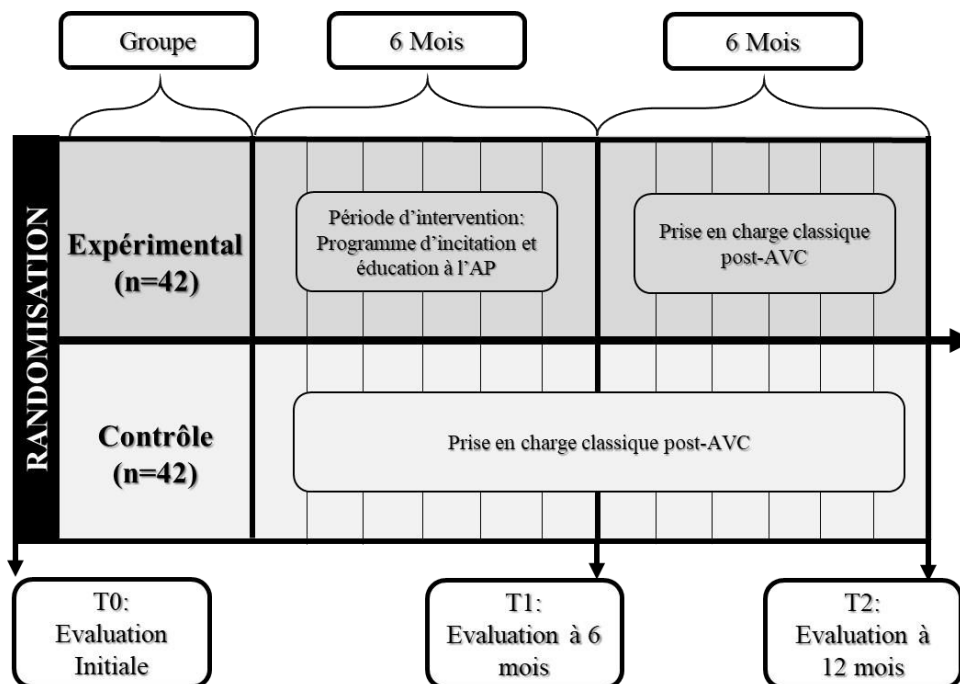 Groupe
6 Mois
6 Mois
RANDOMISATION
Expérimental
(n=42)
Période d'intervention:
Programme d'incitation et
éducation à l'AP
Prise en charge classique
post-AVC
Contrôle
(n=42)
Prise en charge classique post-AVC
T0:
Evaluation
Initiale
T1:
Evaluation à 6
mois
T2:
Evaluation à
12 mois